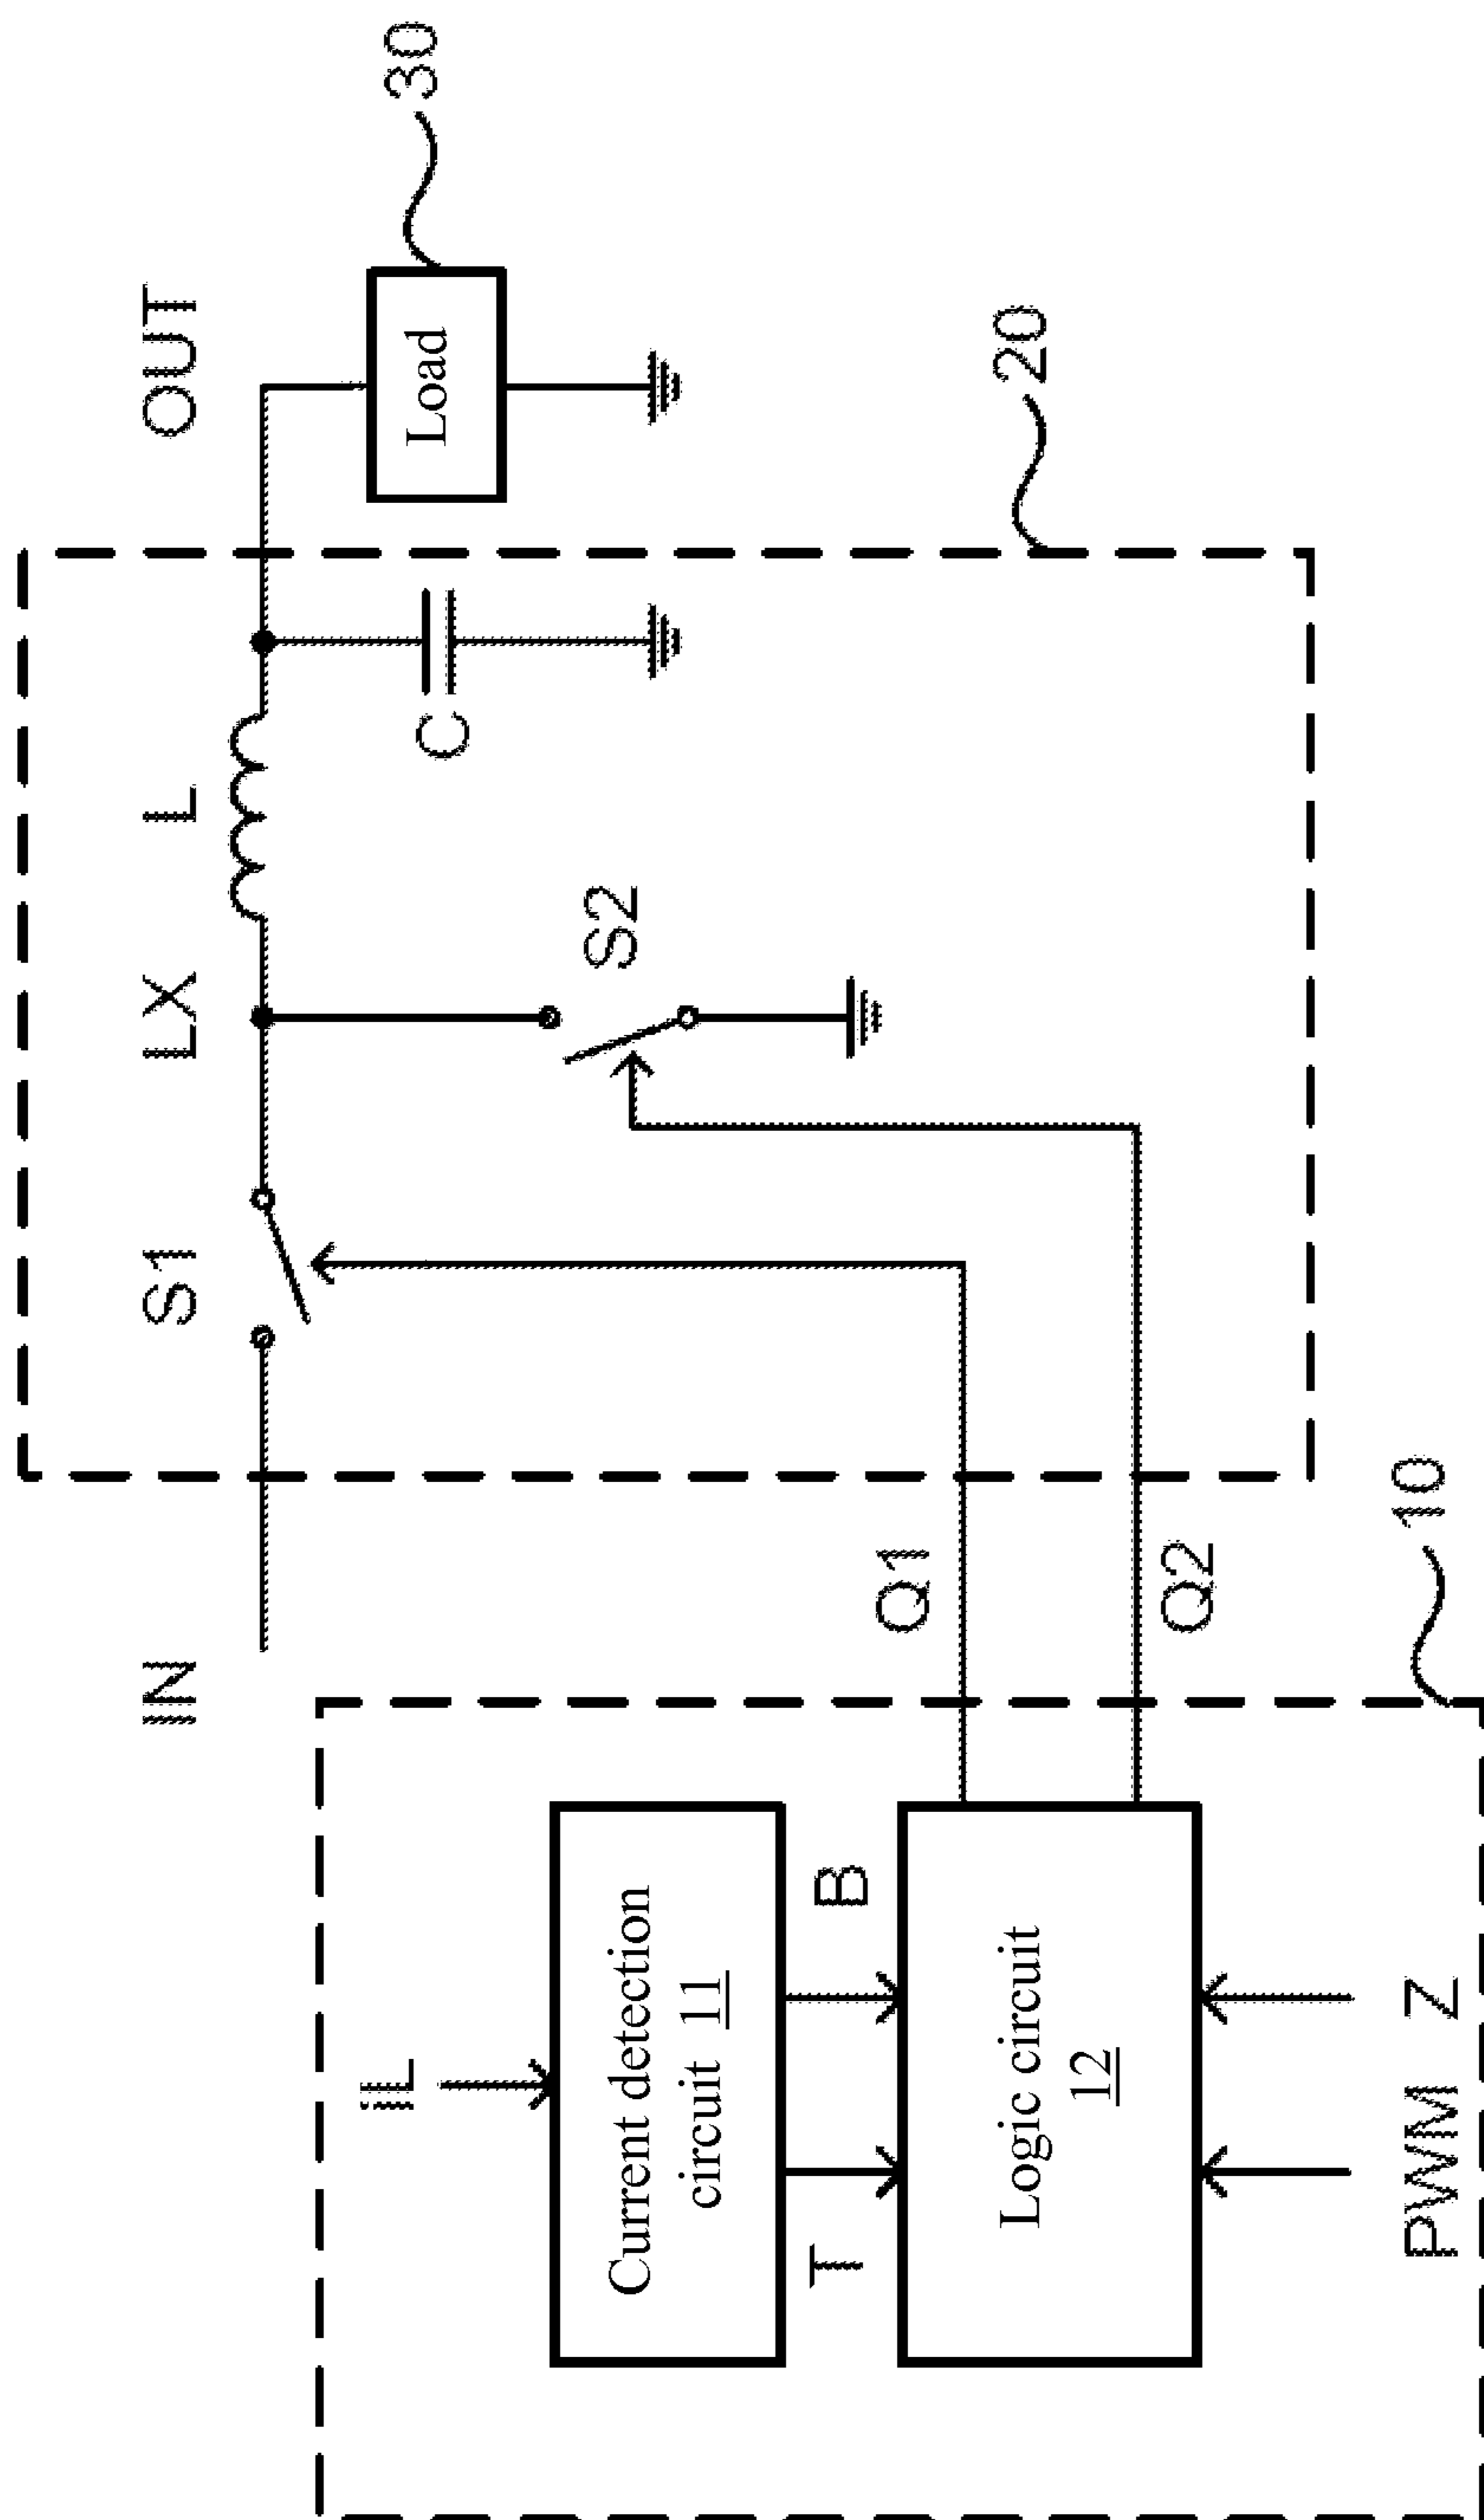 IN
S1
LX
L
OUT
C
S2
Load
30
20
IL
Current detection
circuit 11
T
B
Logic circuit
12
Q1
Q2
PWM
Z
10